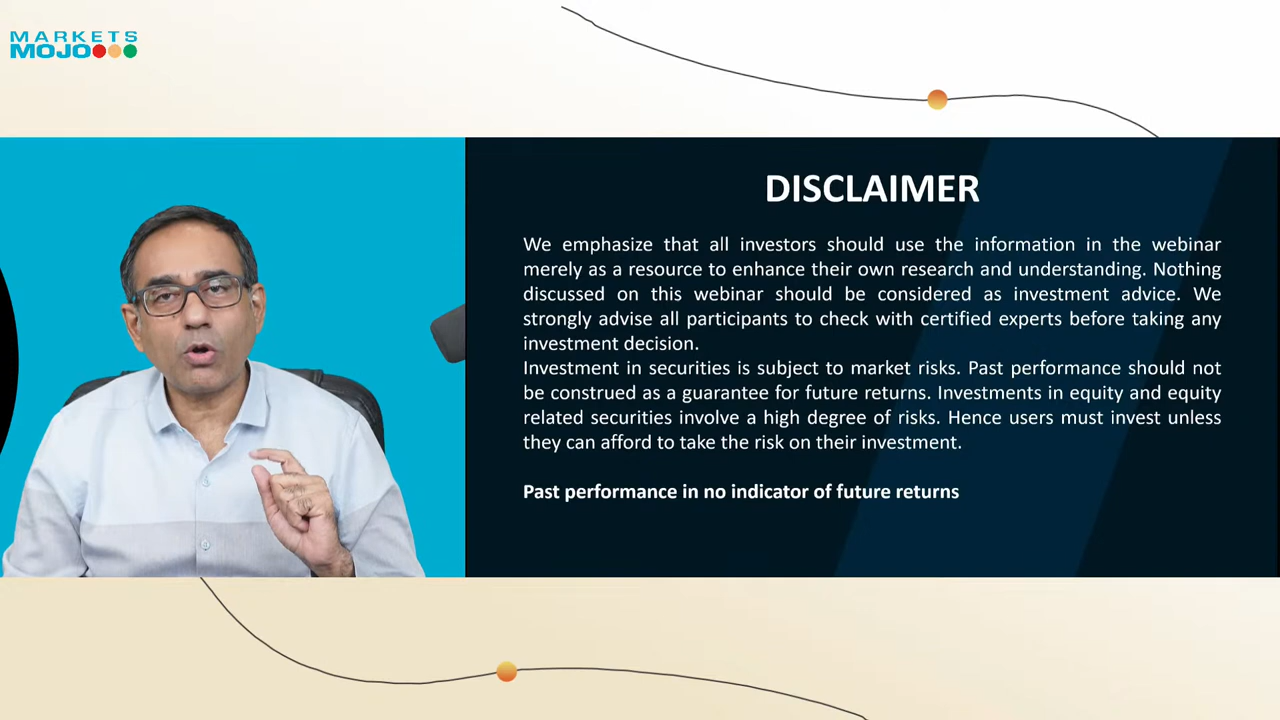 MARKETS
MOJO
DISCLAIMER
We emphasize that all investors should use the information in the webinar
merely as a resource to enhance their own research and understanding. Nothing
discussed on this webinar should be considered as investment advice. We
strongly advise all participants to check with certified experts before taking any
investment decision.
Investment in securities is subject to market risks. Past performance should not
be construed as a guarantee for future returns. Investments in equity and equity
related securities involve a high degree of risks. Hence users must invest unless
they can afford to take the risk on their investment.
Past performance in no indicator of future returns